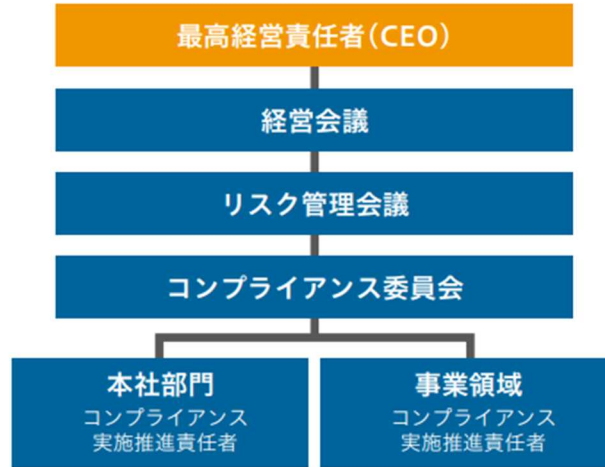 最高経営責任者(CEO)
経営会議
リスク管理会議
コンプライアンス委員会
本社部門
コンプライアンス
実施推進責任者
事業領域
コンプライアンス
実施推進責任者